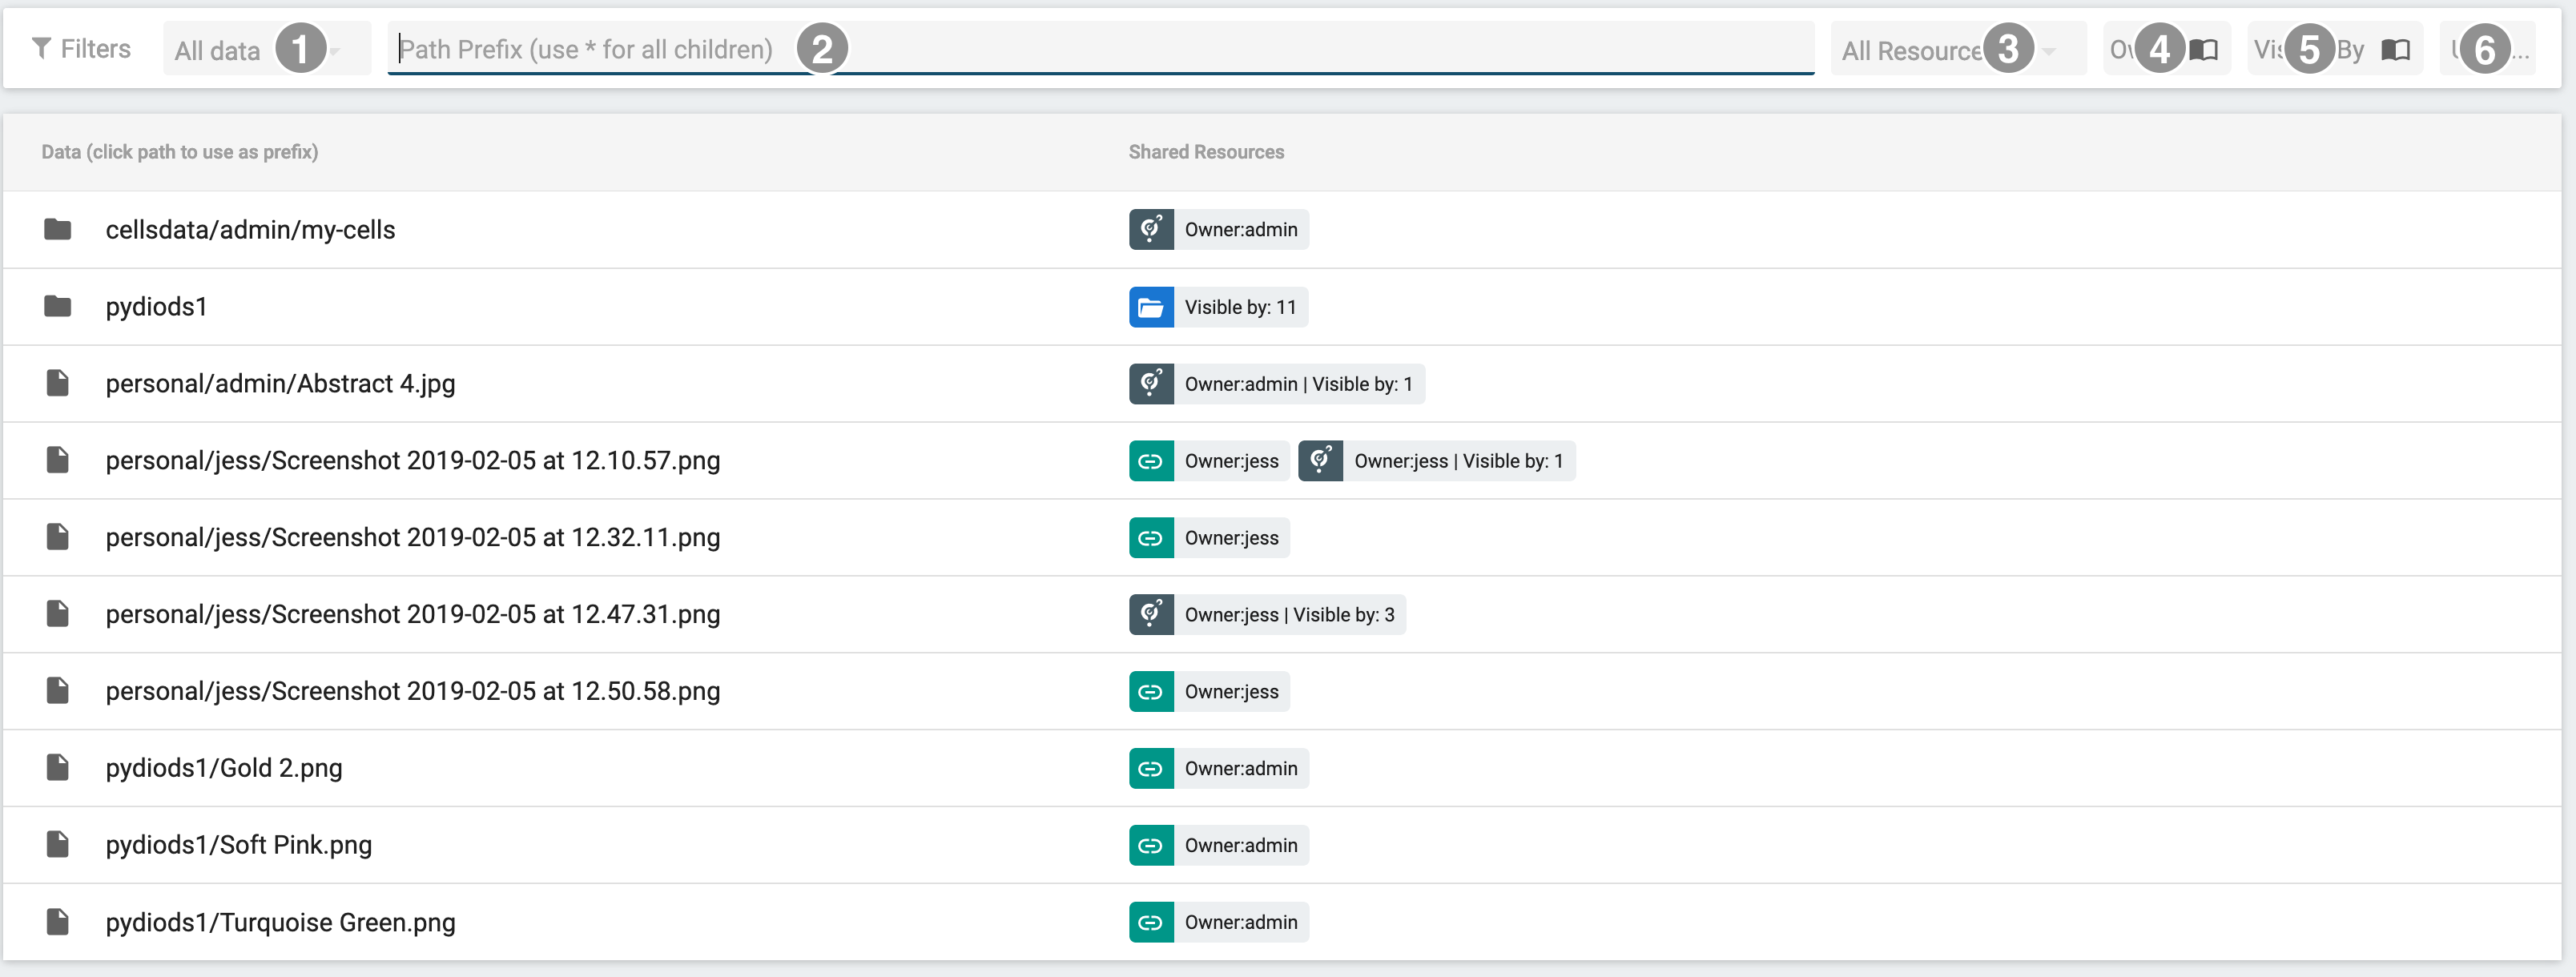 Filters
All data 1
Path Prefix (use * for all children) 2
All Resource 3
4
5 By
6
Data (click path to use as prefix)
Shared Resources
cellsdata/admin/my-cells
Owner:admin
pydiods1
Visible by: 11
personal/admin/Abstract 4.jpg
Owner:admin | Visible by: 1
personal/jess/Screenshot 2019-02-05 at 12.10.57.png
Owner:jess
Owner:jess | Visible by: 1
personal/jess/Screenshot 2019-02-05 at 12.32.11.png
Owner:jess
personal/jess/Screenshot 2019-02-05 at 12.47.31.png
Owner:jess | Visible by: 3
personal/jess/Screenshot 2019-02-05 at 12.50.58.png
Owner:jess
pydiods1/Gold 2.png
Owner:admin
pydiods1/Soft Pink.png
Owner:admin
pydiods1/Turquoise Green.png
Owner:admin